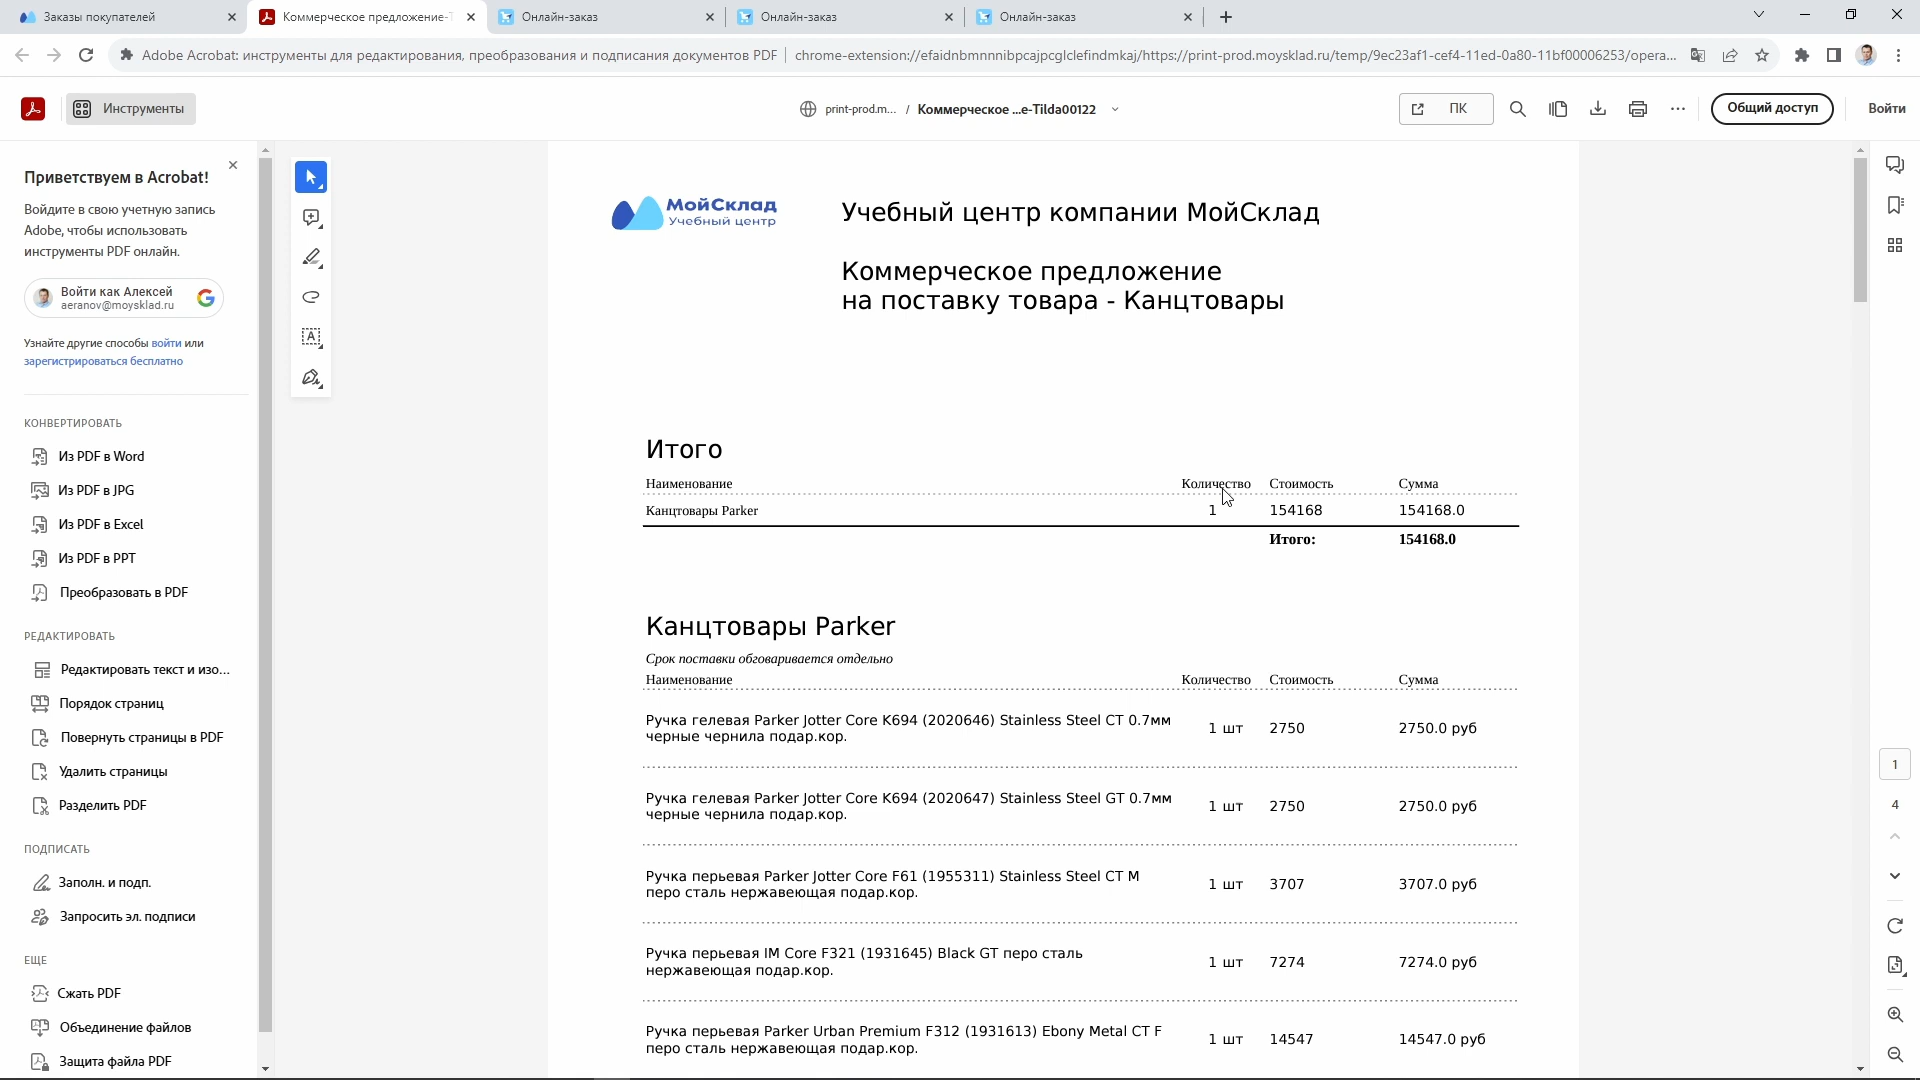 Заказы покупателей
Коммерческое предложение-Т
Онлайн-заказ
Онлайн-заказ
Онлайн-заказ
Adobe Acrobat: инструменты для редактирования, преобразования и подписания документов PDF
chrome-extension://efaidnbmnnnibpcajpcglclefindmkaj/https://print-prod.moysklad.ru/temp/9ec23af1-cef4-11ed-0a80-11bf00006253/opera...
Инструменты
print-prod.m... / Коммерческое ...e-Tilda00122
ПК
Общий доступ
Войти
Приветствуем в Acrobat!
Войдите в свою учетную запись
Adobe, чтобы использовать
инструменты PDF онлайн.
Войти как Алексей
aeranov@moysklad.ru
Узнайте другие способы войти или
зарегистрироваться бесплатно
КОНВЕРТИРОВАТЬ
Из PDF в Word
Из PDF в JPG
Из PDF в Excel
Из PDF в PPT
Преобразовать в PDF
РЕДАКТИРОВАТЬ
Редактировать текст и изо...
Порядок страниц
Повернуть страницы в PDF
Удалить страницы
Разделить PDF
ПОДПИСАТЬ
Заполн. и подп.
Запросить эл. подписи
ЕЩЕ
Сжать PDF
Объединение файлов
Защита файла PDF
МойСклад
Учебный центр
Учебный центр компании МойСклад
Коммерческое предложение
на поставку товара - Канцтовары
Итого
Наименование Количество Стоимость Сумма
Канцтовары Parker 1 154168 154168.0
Итого: 154168.0
Канцтовары Parker
Срок поставки обговаривается отдельно
Наименование Количество Стоимость Сумма
Ручка гелевая Parker Jotter Core K694 (2020646) Stainless Steel CT 0.7мм
черные чернила подар.кор.
1 шт 2750 2750.0 руб
Ручка гелевая Parker Jotter Core K694 (2020647) Stainless Steel GT 0.7мм
черные чернила подар.кор.
1 шт 2750 2750.0 руб
Ручка перьевая Parker Jotter Core F61 (1955311) Stainless Steel CT M
перо сталь нержавеющая подар.кор.
1 шт 3707 3707.0 руб
Ручка перьевая IM Core F321 (1931645) Black GT перо сталь
нержавеющая подар.кор.
1 шт 7274 7274.0 руб
Ручка перьевая Parker Urban Premium F312 (1931613) Ebony Metal CT F
перо сталь нержавеющая подар.кор.
1 шт 14547 14547.0 руб
1
4